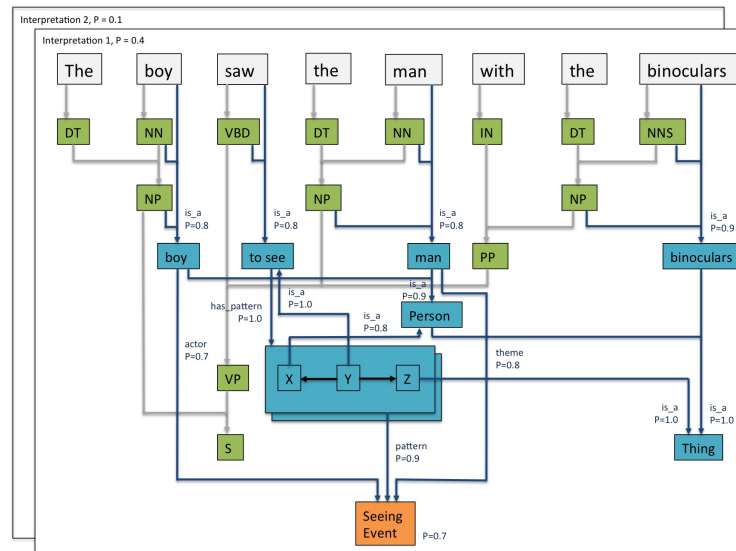 Interpretation 2, P = 0.1
Interpretation 1, P = 0.4
The boy saw the man with the binoculars
DT NN VBD DT NN IN DT NNS
NP NP NP
is_a
P=0.8
is_a
P=0.8
is_a
P=0.8
is_a
P=0.9
boy to see man PP binoculars
is_a
P=0.9
has_pattern
P=1.0
is_a
P=1.0
is_a
P=0.8
Person
actor
P=0.7
theme
P=0.8
VP X Y Z
is_a
P=1.0
is_a
P=1.0
S
pattern
P=0.9
Thing
Seeing
Event
P=0.7